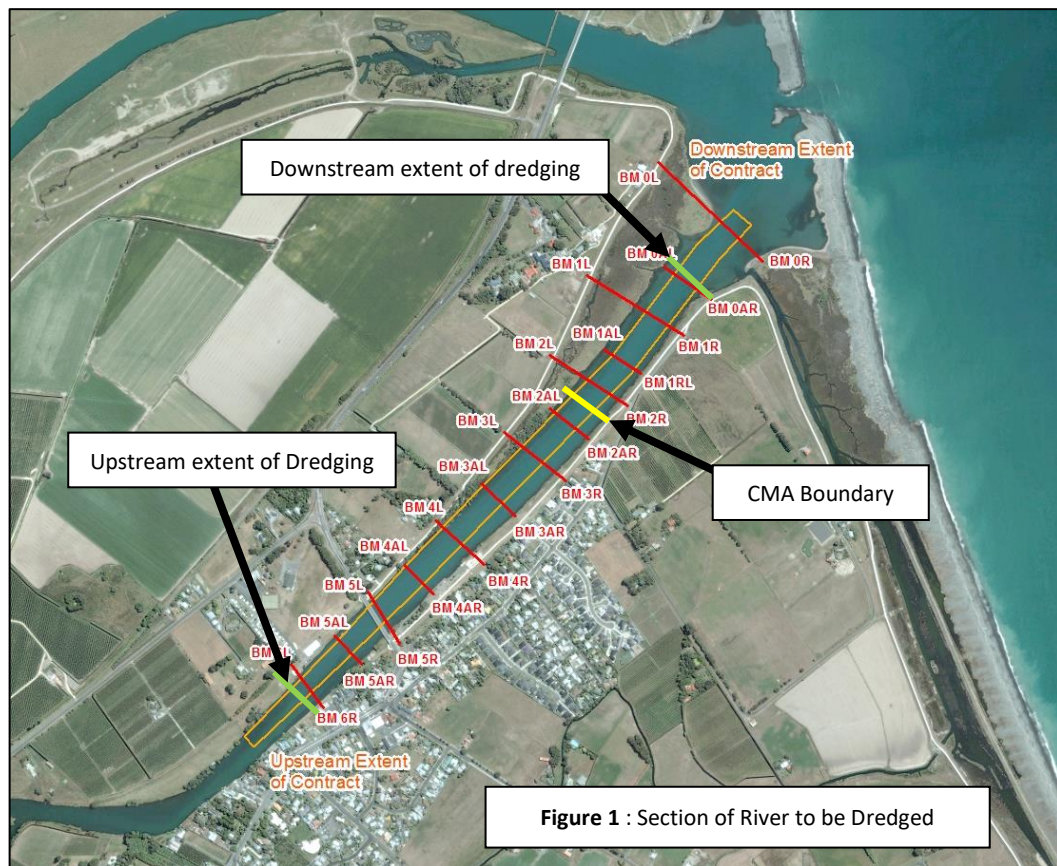 Downstream Extent
of Contract
Downstream extent of dredging
BM 0L
BM 0R
BM 0AL
BM 0AR
BM 1L
BM 1R
BM 1AL
BM 1RL
BM 2L
BM 2R
BM 2AL
BM 2AR
BM 3L
BM 3R
CMA Boundary
Upstream extent of Dredging
BM 3AL
BM 3AR
BM 4L
BM 4R
BM 4AL
BM 4AR
BM 5L
BM 5R
BM 5AL
BM 5AR
BM 6R
Upstream Extent
of Contract
Figure 1 : Section of River to be Dredged